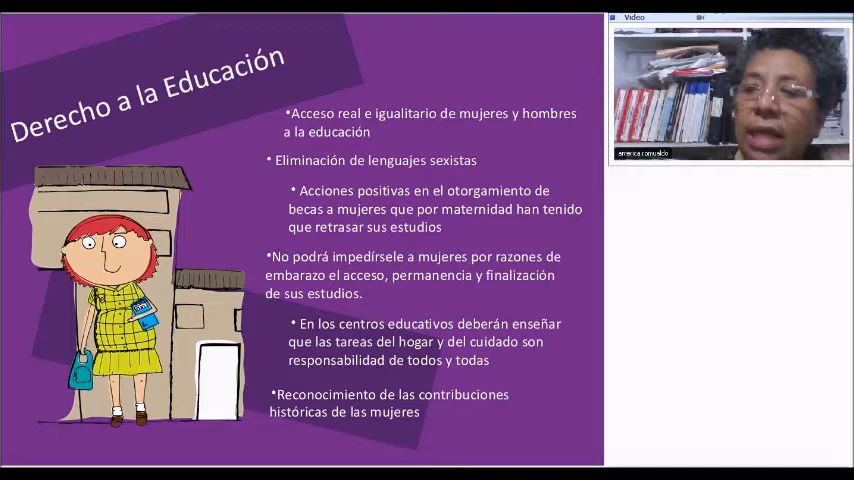 Derecho a la Educación
•Acceso real e igualitario de mujeres y hombres
a la educación
• Eliminación de lenguajes sexistas
• Acciones positivas en el otorgamiento de
becas a mujeres que por maternidad han tenido
que retrasar sus estudios
•No podrá impedírsele a mujeres por razones de
embarazo el acceso, permanencia y finalización
de sus estudios.
• En los centros educativos deberán enseñar
que las tareas del hogar y del cuidado son
responsabilidad de todos y todas
•Reconocimiento de las contribuciones
históricas de las mujeres
Video
america romualdo